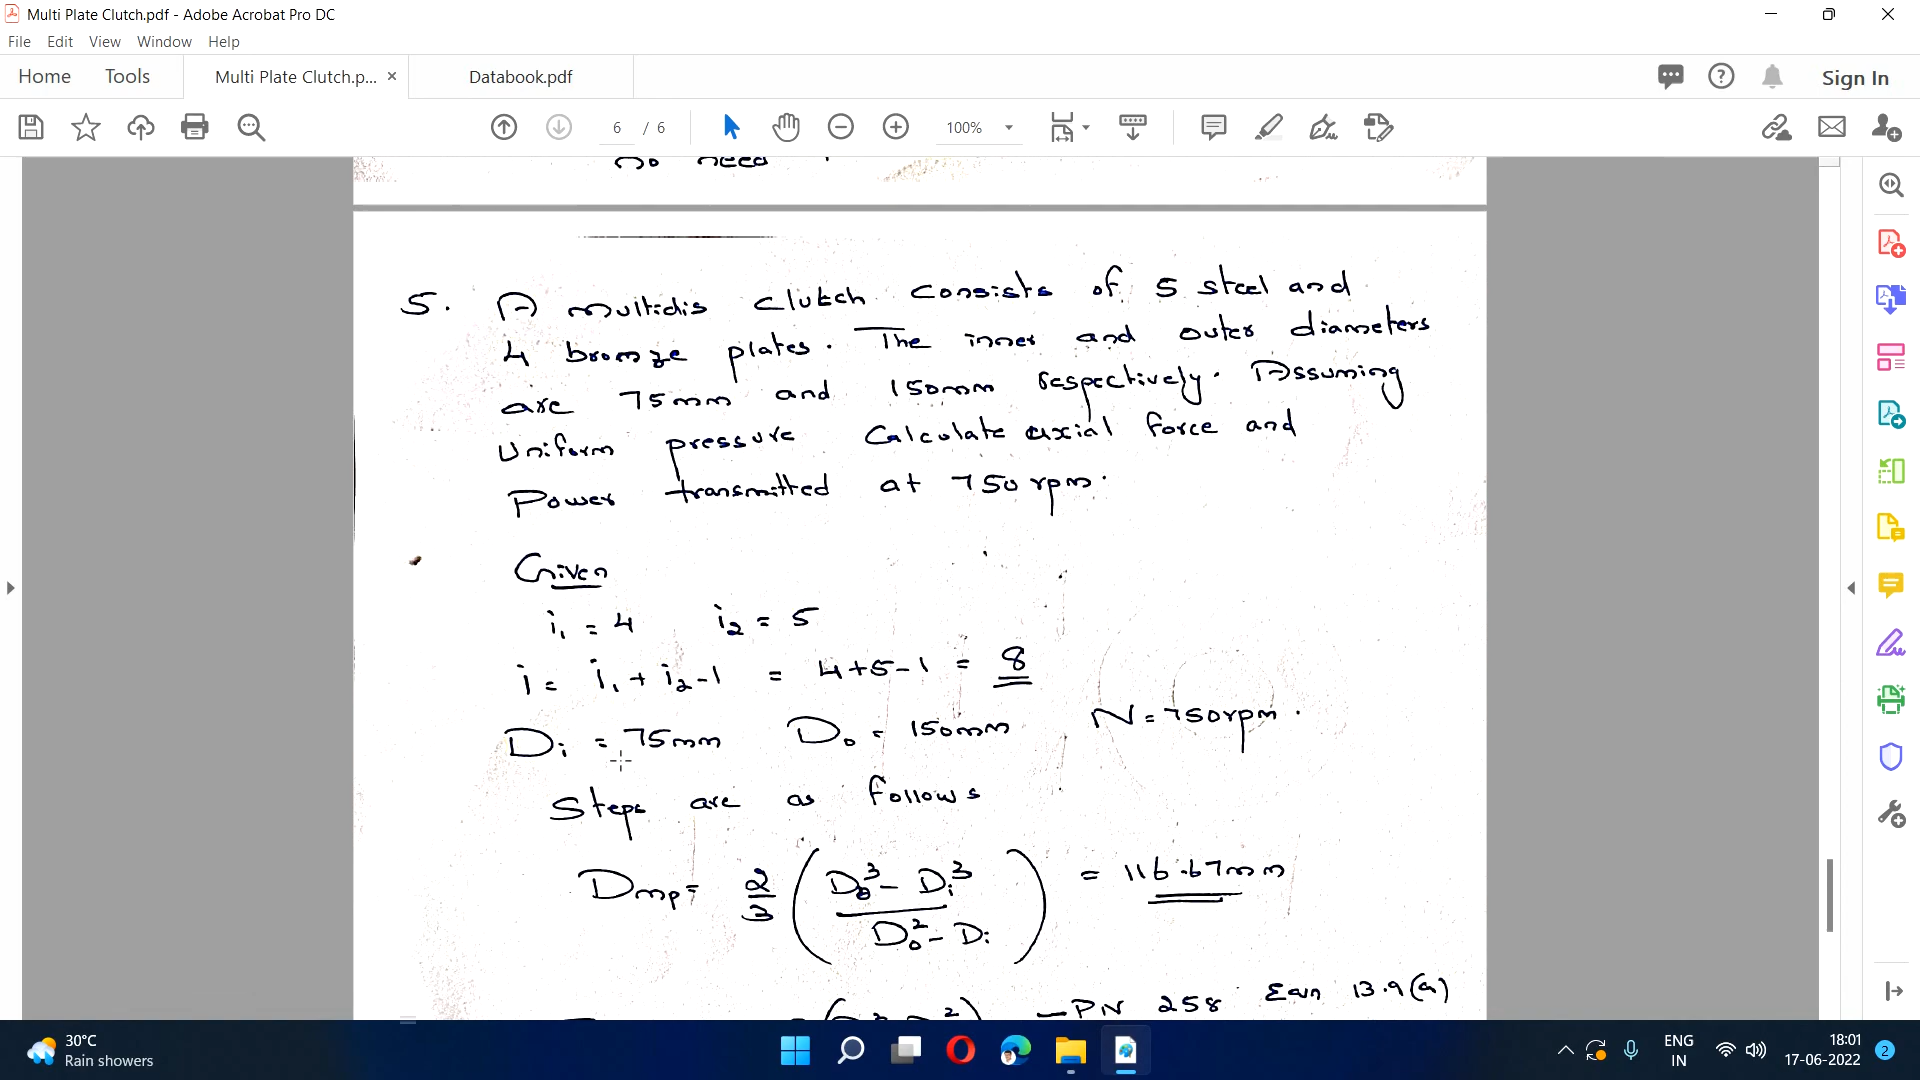 Multi Plate Clutch.pdf - Adobe Acrobat Pro DC
File Edit View Window Help
Home Tools Multi Plate Clutch.p... × Databook.pdf Sign In
6 / 6 100%
no need
5. A multidis clutch consists of 5 steel and
4 bronze plates. The inner and outer diameters
are 75mm and 150mm respectively. Assuming
Uniform pressure Calculate axial force and
Power transmitted at 750 rpm.
Given
i₁ = 4 i₂ = 5
i = i₁ + i₂ - 1 = 4+5-1 = 8
Di = 75mm Do = 150mm N = 750rpm.
Steps are as follows
Dmp = 2/3 (Do³ - Di³ / Do² - Di) = 116.67mm
- PN 258 Eqn 13.9(a)
30°C
Rain showers
ENG
IN
18:01
17-06-2022
2